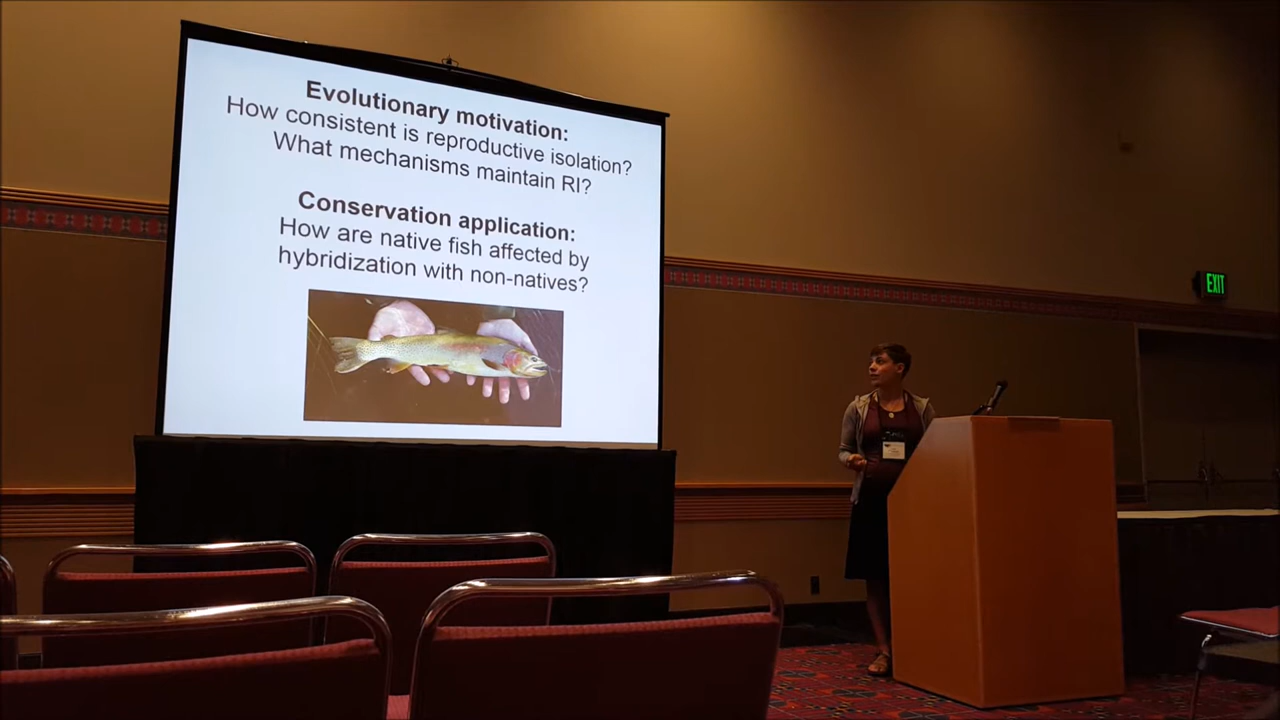 Evolutionary motivation:
How consistent is reproductive isolation?
What mechanisms maintain RI?
Conservation application:
How are native fish affected by
hybridization with non-natives?
EXIT